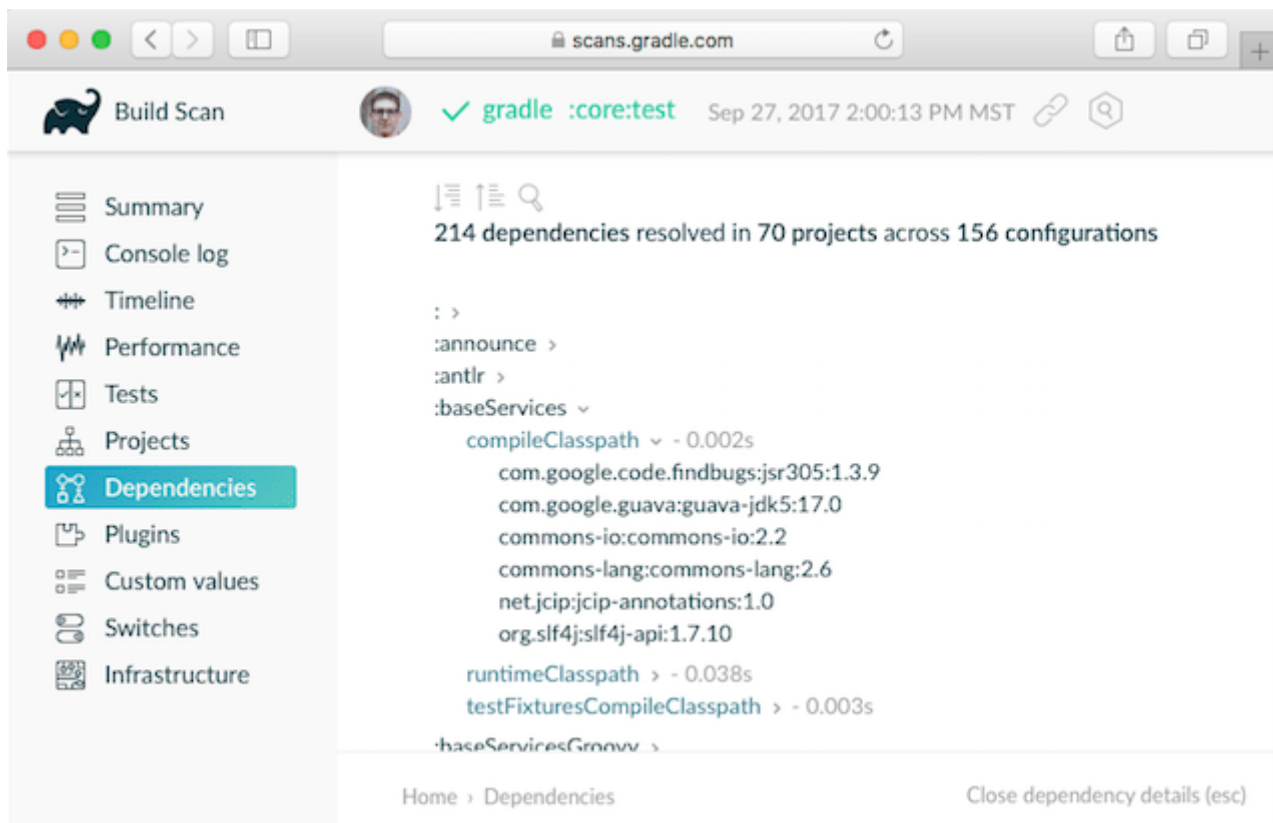 scans.gradle.com
Build Scan
gradle :core:test Sep 27, 2017 2:00:13 PM MST
Summary
Console log
Timeline
Performance
Tests
Projects
Dependencies
Plugins
Custom values
Switches
Infrastructure
214 dependencies resolved in 70 projects across 156 configurations
: >
:announce >
:antlr >
:baseServices
compileClasspath - 0.002s
com.google.code.findbugs:jsr305:1.3.9
com.google.guava:guava-jdk5:17.0
commons-io:commons-io:2.2
commons-lang:commons-lang:2.6
net.jcip:jcip-annotations:1.0
org.slf4j:slf4j-api:1.7.10
runtimeClasspath > - 0.038s
testFixturesCompileClasspath > - 0.003s
:baseServicesGroovy >
Home › Dependencies
Close dependency details (esc)